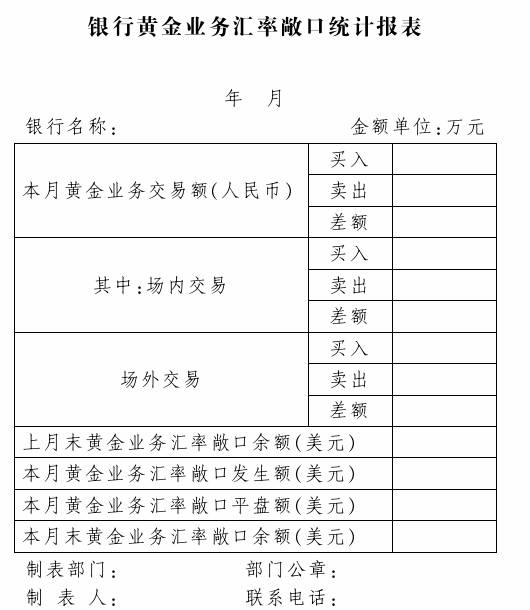 银行黄金业务汇率敞口统计报表
年 月
银行名称: 金额单位:万元
本月黄金业务交易额(人民币) 买入
卖出
差额
其中:场内交易 买入
卖出
差额
场外交易 买入
卖出
差额
上月末黄金业务汇率敞口余额(美元)
本月黄金业务汇率敞口发生额(美元)
本月黄金业务汇率敞口平盘额(美元)
本月末黄金业务汇率敞口余额(美元)
制表部门: 部门公章:
制 表 人: 联系电话: